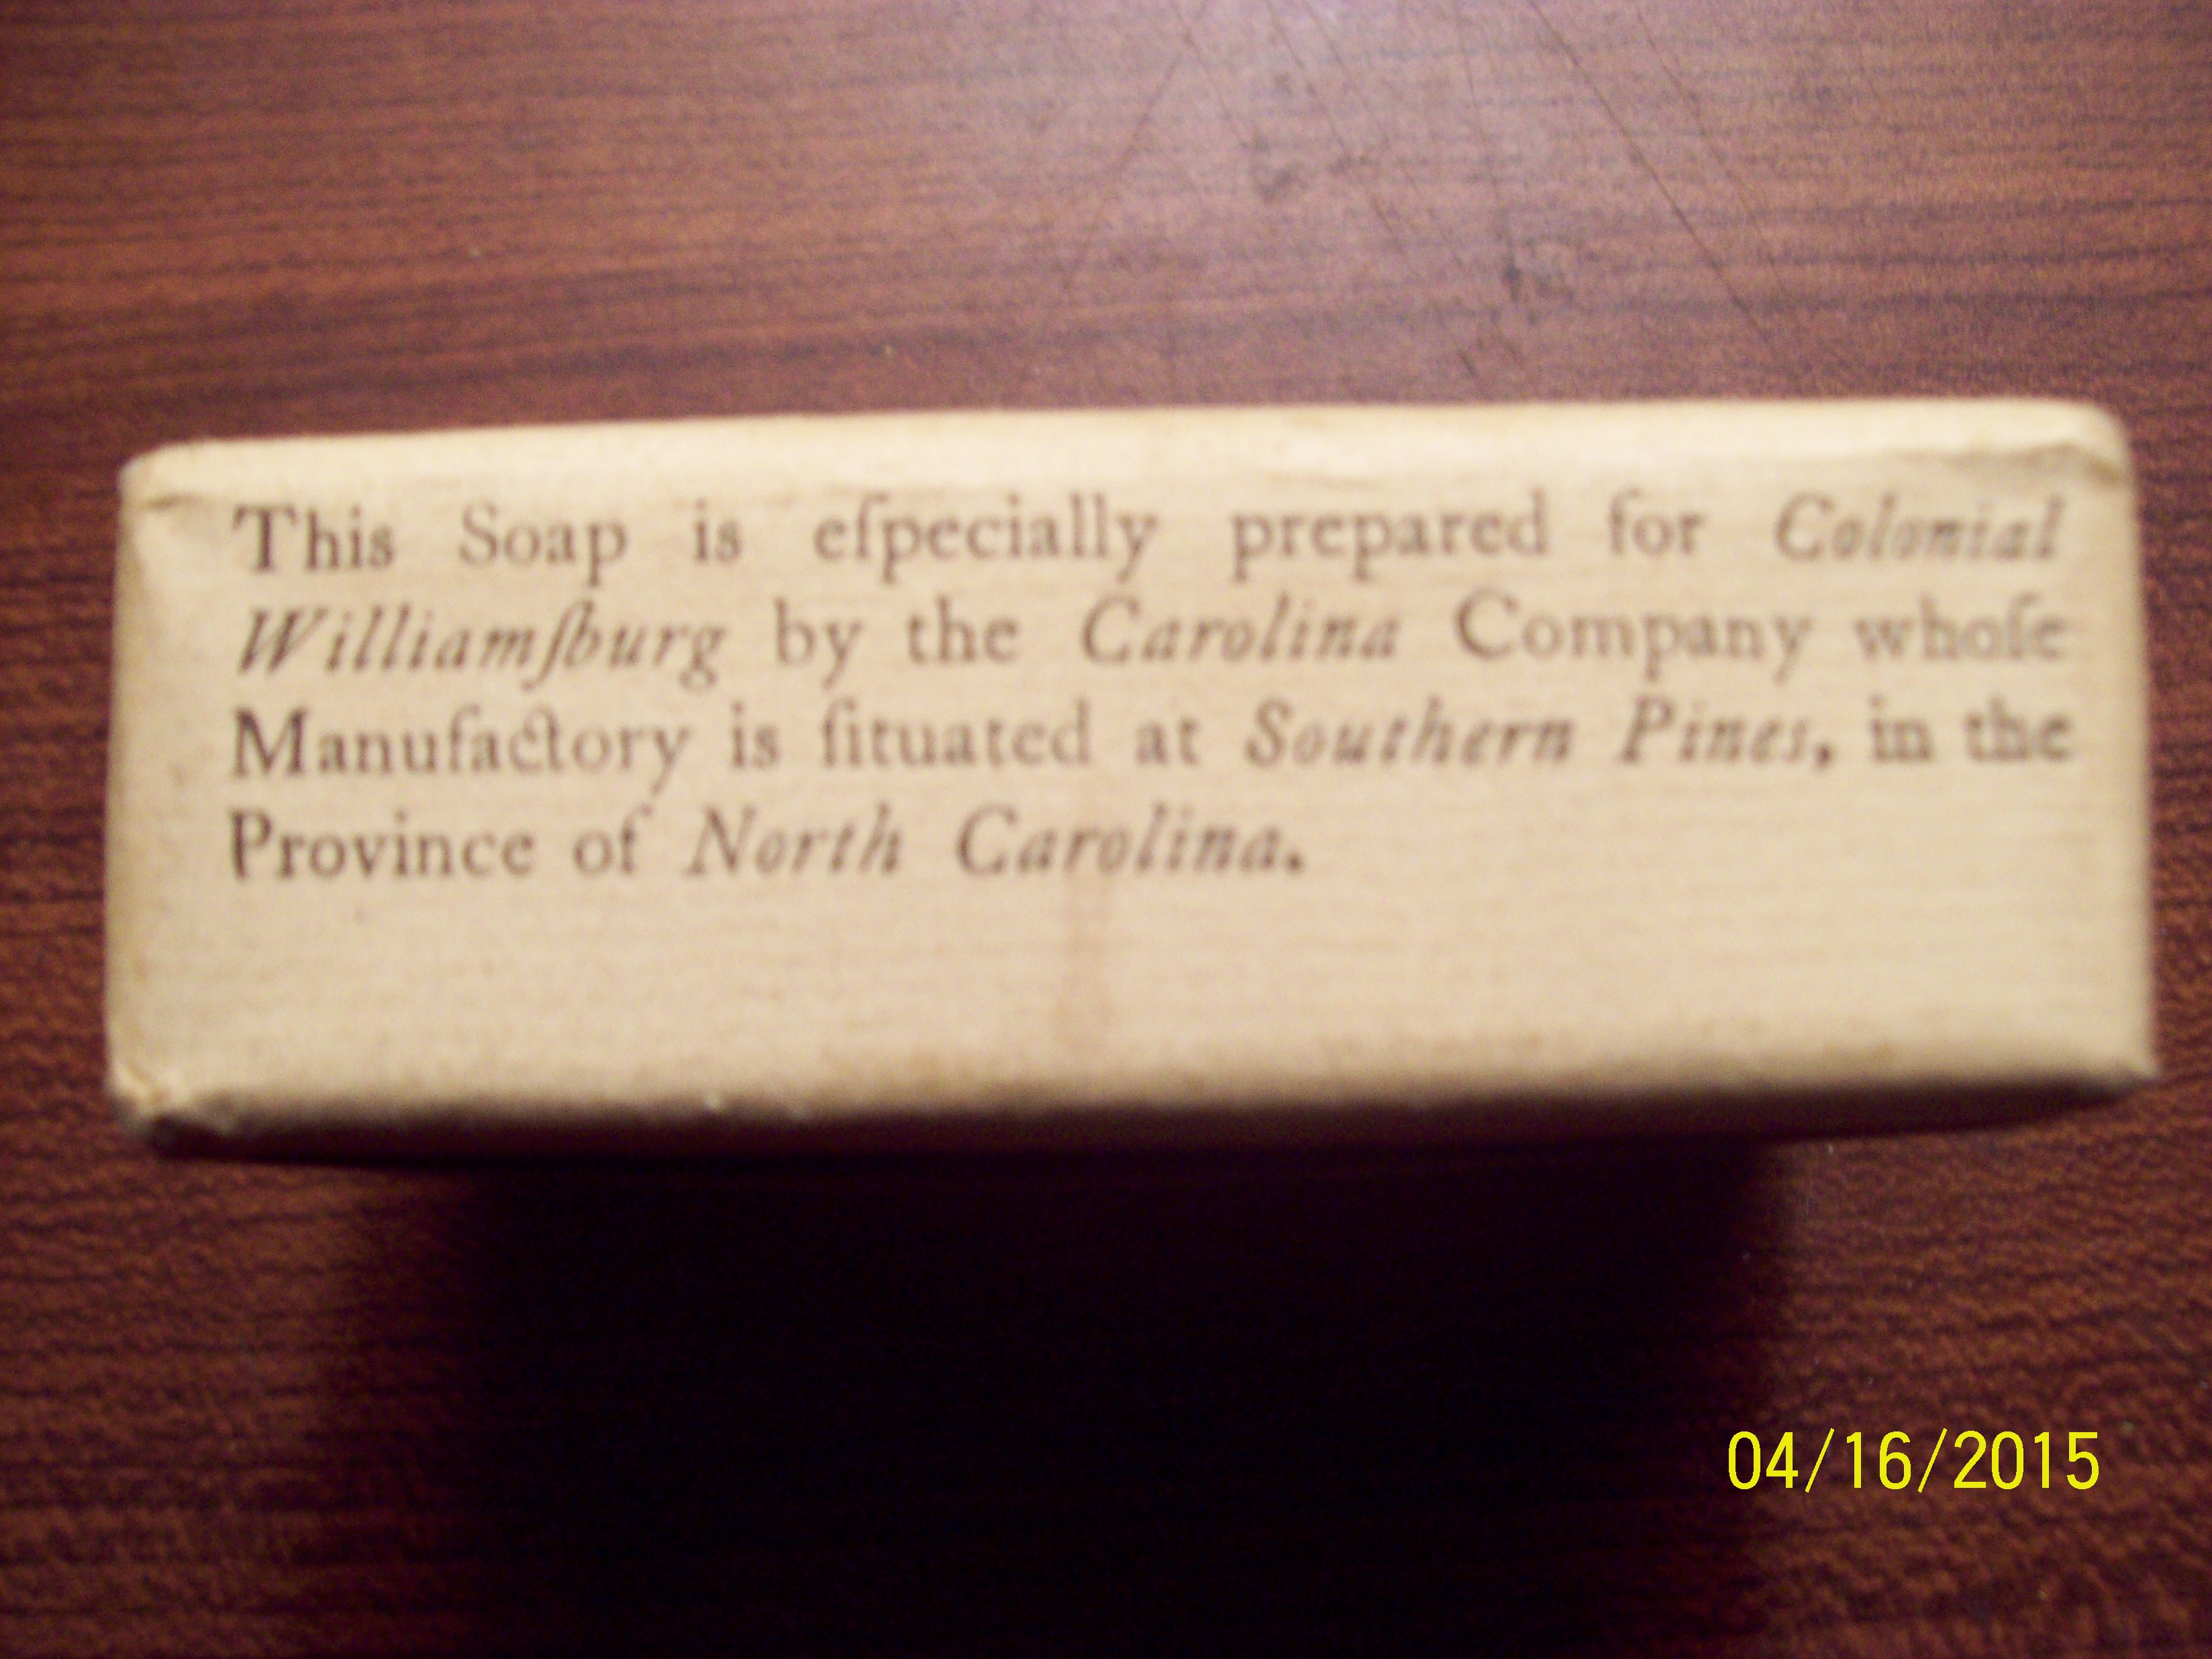 This Soap is eſpecially prepared for Colonial
Williamſburg by the Carolina Company whoſe
Manufactory is ſituated at Southern Pines, in the
Province of North Carolina.
04/16/2015